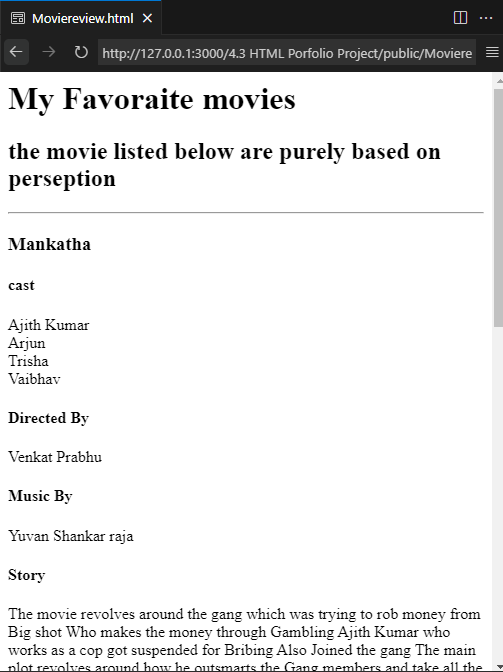 Moviereview.html
http://127.0.0.1:3000/4.3 HTML Porfolio Project/public/Moviere
My Favoraite movies
the movie listed below are purely based on
perseption
Mankatha
cast
Ajith Kumar
Arjun
Trisha
Vaibhav
Directed By
Venkat Prabhu
Music By
Yuvan Shankar raja
Story
The movie revolves around the gang which was trying to rob money from
Big shot Who makes the money through Gambling Ajith Kumar who
works as a cop got suspended for Bribing Also Joined the gang The main
plot revolves around how he outsmarts the Gang members and take all the